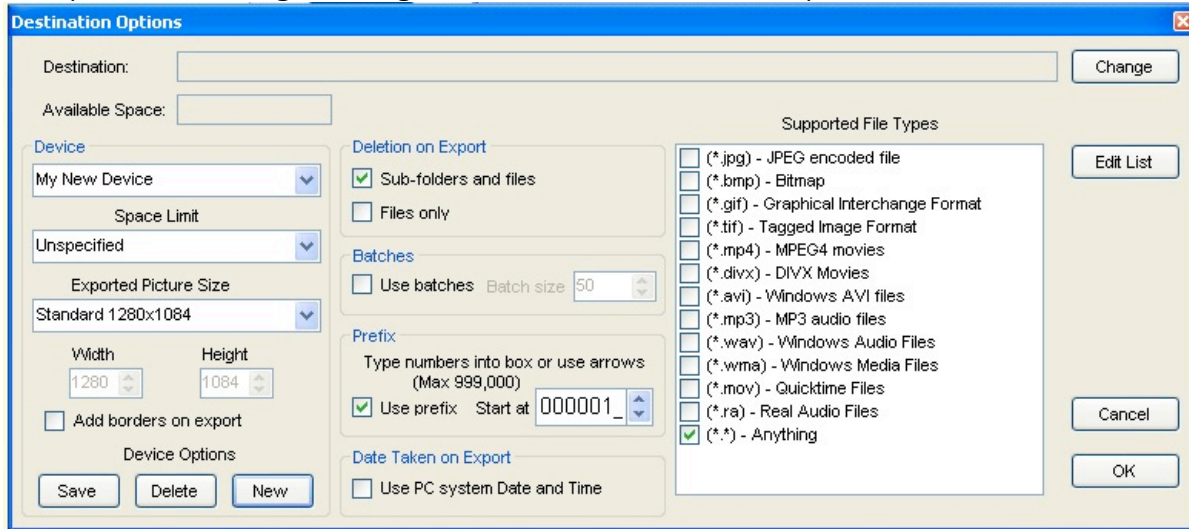 Destination Options
Destination:
Change
Available Space:
Device
My New Device
Space Limit
Unspecified
Exported Picture Size
Standard 1280x1084
Width Height
1280 1084
Add borders on export
Device Options
Save Delete New
Deletion on Export
Sub-folders and files
Files only
Batches
Use batches Batch size 50
Prefix
Type numbers into box or use arrows
(Max 999,000)
Use prefix Start at 000001_
Date Taken on Export
Use PC system Date and Time
Supported File Types
(*.jpg) - JPEG encoded file
(*.bmp) - Bitmap
(*.gif) - Graphical Interchange Format
(*.tif) - Tagged Image Format
(*.mp4) - MPEG4 movies
(*.divx) - DIVX Movies
(*.avi) - Windows AVI files
(*.mp3) - MP3 audio files
(*.wav) - Windows Audio Files
(*.wma) - Windows Media Files
(*.mov) - Quicktime Files
(*.ra) - Real Audio Files
(*.*) - Anything
Edit List
Cancel
OK